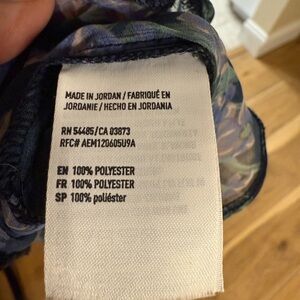 MADE IN JORDAN / FABRIQUÉ EN
JORDANIE / HECHO EN JORDANIA
RN 54485/CA 03873
RFC# AEM120605U9A
EN 100% POLYESTER
FR 100% POLYESTER
SP 100% poliéster